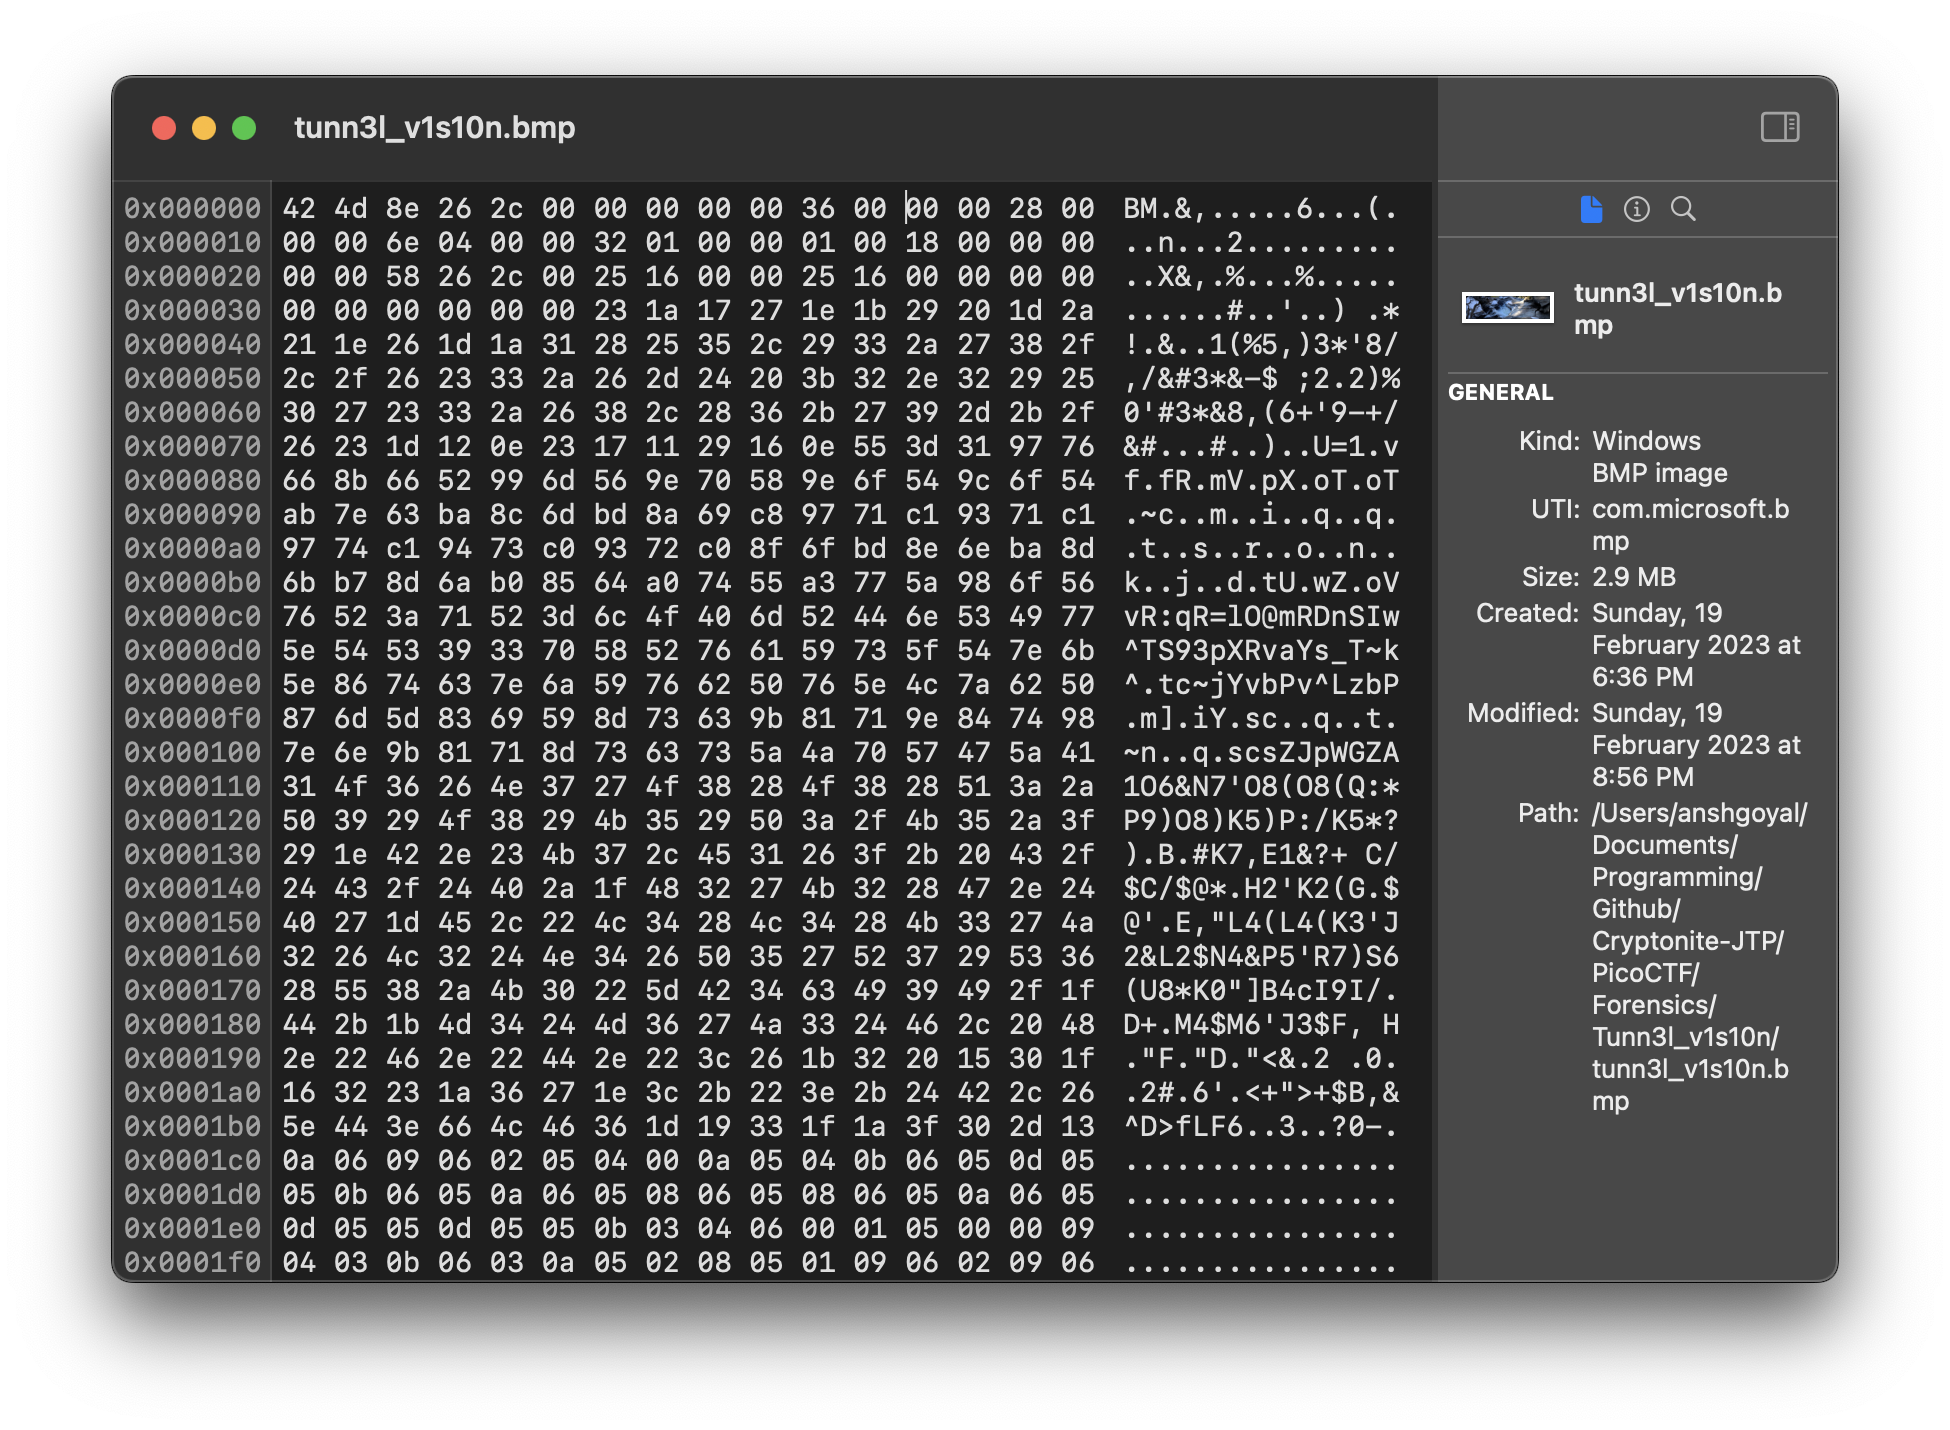 tunn3l_v1s10n.bmp
0x000000 42 4d 8e 26 2c 00 00 00 00 00 36 00 00 00 28 00 BM.&,.....6...(.
0x000010 00 00 6e 04 00 00 32 01 00 00 01 00 18 00 00 00 ..n...2.........
0x000020 00 00 58 26 2c 00 25 16 00 00 25 16 00 00 00 00 ..X&,.%...%.....
0x000030 00 00 00 00 00 00 23 1a 17 27 1e 1b 29 20 1d 2a ......#..'..) .*
0x000040 21 1e 26 1d 1a 31 28 25 35 2c 29 33 2a 27 38 2f !.&..1(%5,)3*'8/
0x000050 2c 2f 26 23 33 2a 26 2d 24 20 3b 32 2e 32 29 25 ,/&#3*&-$ ;2.2)%
0x000060 30 27 23 33 2a 26 38 2c 28 36 2b 27 39 2d 2b 2f 0'#3*&8,(6+'9-+/
0x000070 26 23 1d 12 0e 23 17 11 29 16 0e 55 3d 31 97 76 &#...#..)..U=1.v
0x000080 66 8b 66 52 99 6d 56 9e 70 58 9e 6f 54 9c 6f 54 f.fR.mV.pX.oT.oT
0x000090 ab 7e 63 ba 8c 6d bd 8a 69 c8 97 71 c1 93 71 c1 .~c..m..i..q..q.
0x0000a0 97 74 c1 94 73 c0 93 72 c0 8f 6f bd 8e 6e ba 8d .t..s..r..o..n..
0x0000b0 6b b7 8d 6a b0 85 64 a0 74 55 a3 77 5a 98 6f 56 k..j..d.tU.wZ.oV
0x0000c0 76 52 3a 71 52 3d 6c 4f 40 6d 52 44 6e 53 49 77 vR:qR=lO@mRDnSIw
0x0000d0 5e 54 53 39 33 70 58 52 76 61 59 73 5f 54 7e 6b ^TS93pXRvaYs_T~k
0x0000e0 5e 86 74 63 7e 6a 59 76 62 50 76 5e 4c 7a 62 50 ^.tc~jYvbPv^LzbP
0x0000f0 87 6d 5d 83 69 59 8d 73 63 9b 81 71 9e 84 74 98 .m].iY.sc..q..t.
0x000100 7e 6e 9b 81 71 8d 73 63 73 5a 4a 70 57 47 5a 41 ~n..q.scsZJpWGZA
0x000110 31 4f 36 26 4e 37 27 4f 38 28 4f 38 28 51 3a 2a 1O6&N7'O8(O8(Q:*
0x000120 50 39 29 4f 38 29 4b 35 29 50 3a 2f 4b 35 2a 3f P9)O8)K5)P:/K5*?
0x000130 29 1e 42 2e 23 4b 37 2c 45 31 26 3f 2b 20 43 2f ).B.#K7,E1&?+ C/
0x000140 24 43 2f 24 40 2a 1f 48 32 27 4b 32 28 47 2e 24 $C/$@*.H2'K2(G.$
0x000150 40 27 1d 45 2c 22 4c 34 28 4c 34 28 4b 33 27 4a @'.E,"L4(L4(K3'J
0x000160 32 26 4c 32 24 4e 34 26 50 35 27 52 37 29 53 36 2&L2$N4&P5'R7)S6
0x000170 28 55 38 2a 4b 30 22 5d 42 34 63 49 39 49 2f 1f (U8*K0"]B4cI9I/.
0x000180 44 2b 1b 4d 34 24 4d 36 27 4a 33 24 46 2c 20 48 D+.M4$M6'J3$F, H
0x000190 2e 22 46 2e 22 44 2e 22 3c 26 1b 32 20 15 30 1f ."F."D."<&.2 .0.
0x0001a0 16 32 23 1a 36 27 1e 3c 2b 22 3e 2b 24 42 2c 26 .2#.6'.<+">+$B,&
0x0001b0 5e 44 3e 66 4c 46 36 1d 19 33 1f 1a 3f 30 2d 13 ^D>fLF6..3..?0-.
0x0001c0 0a 06 09 06 02 05 04 00 0a 05 04 0b 06 05 0d 05 ................
0x0001d0 05 0b 06 05 0a 06 05 08 06 05 08 06 05 0a 06 05 ................
0x0001e0 0d 05 05 0d 05 05 0b 03 04 06 00 01 05 00 00 09 ................
0x0001f0 04 03 0b 06 03 0a 05 02 08 05 01 09 06 02 09 06 ................
tunn3l_v1s10n.b
mp
GENERAL
Kind: Windows
BMP image
UTI: com.microsoft.b
mp
Size: 2.9 MB
Created: Sunday, 19
February 2023 at
6:36 PM
Modified: Sunday, 19
February 2023 at
8:56 PM
Path: /Users/anshgoyal/
Documents/
Programming/
Github/
Cryptonite-JTP/
PicoCTF/
Forensics/
Tunn3l_v1s10n/
tunn3l_v1s10n.b
mp